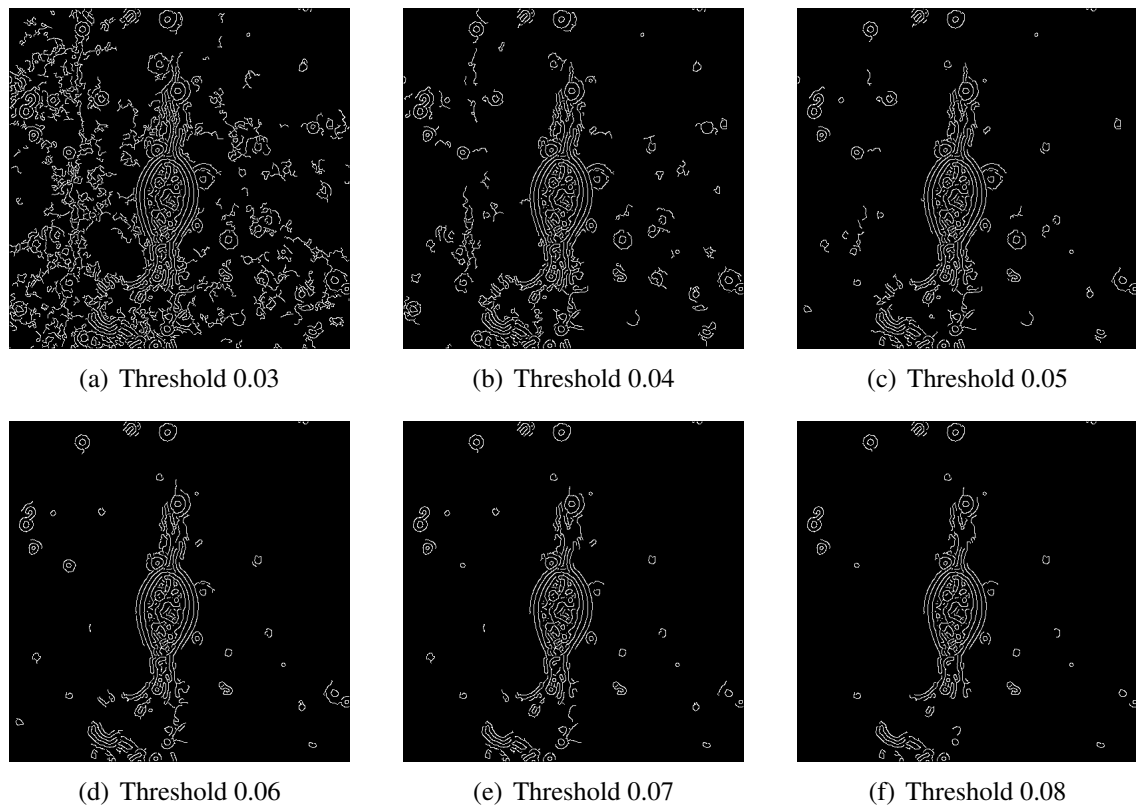 (a) Threshold 0.03
(b) Threshold 0.04
(c) Threshold 0.05
(d) Threshold 0.06
(e) Threshold 0.07
(f) Threshold 0.08